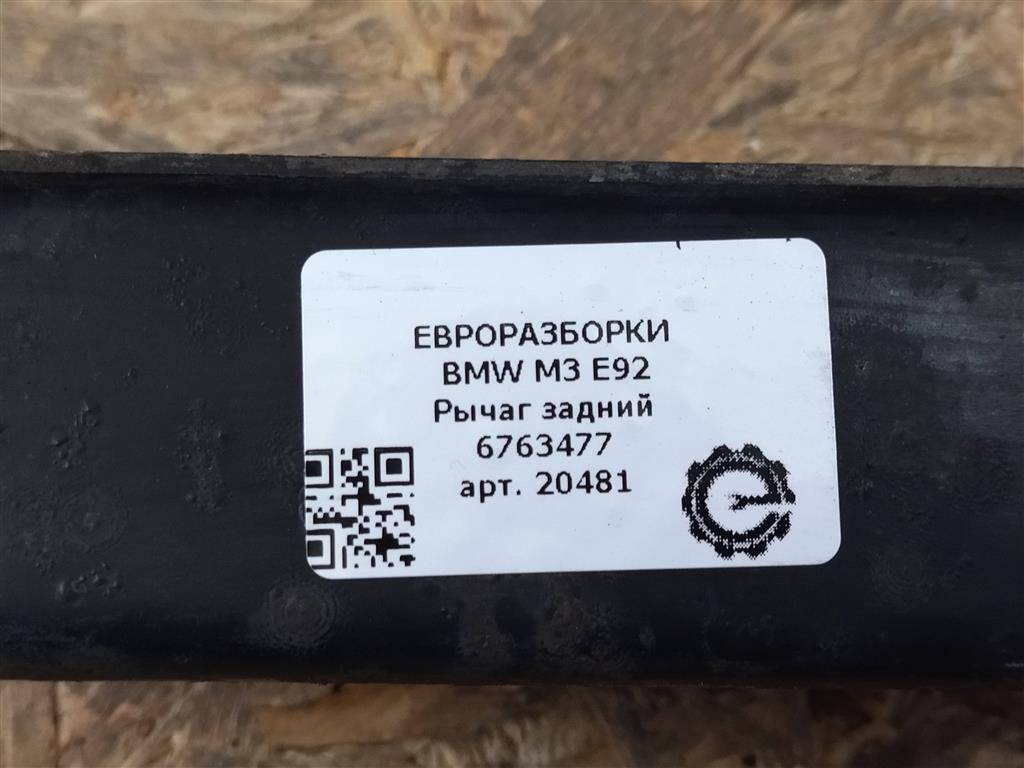 ЕВРОРАЗБОРКИ
BMW M3 E92
Рычаг задний
6763477
арт. 20481